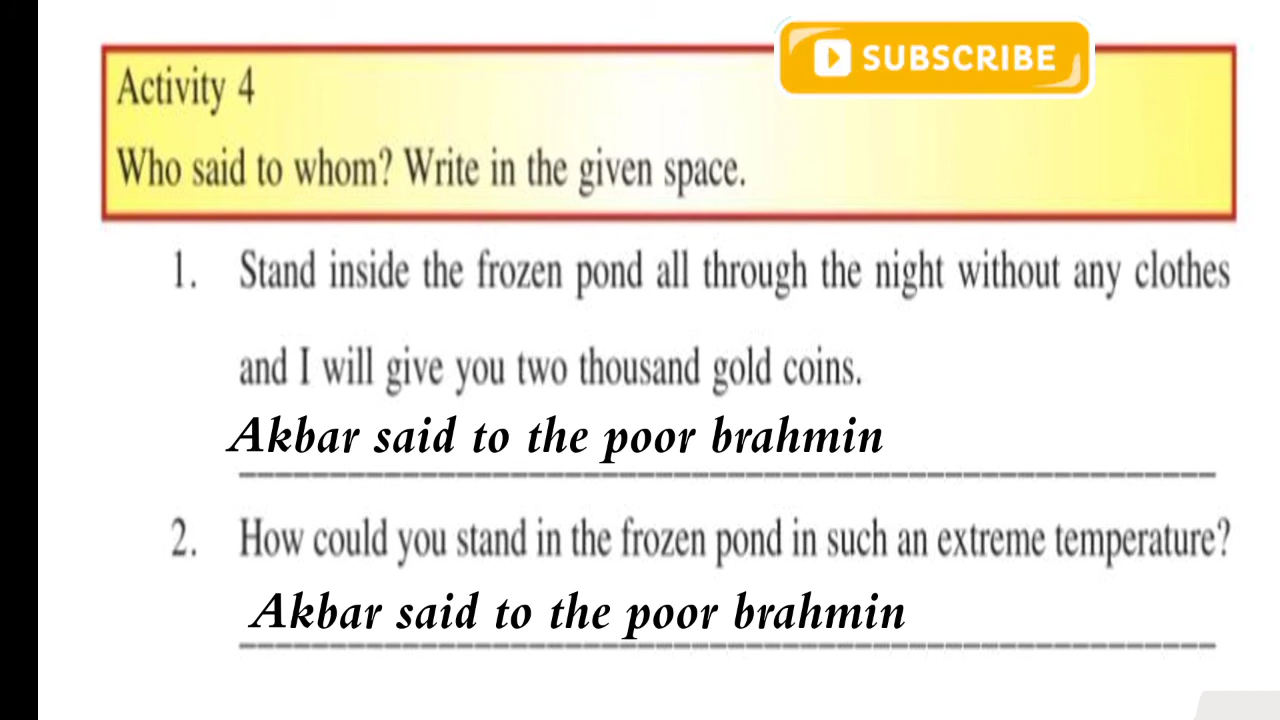 SUBSCRIBE
Activity 4
Who said to whom? Write in the given space.
1. Stand inside the frozen pond all through the night without any clothes
and I will give you two thousand gold coins.
Akbar said to the poor brahmin
2. How could you stand in the frozen pond in such an extreme temperature?
Akbar said to the poor brahmin